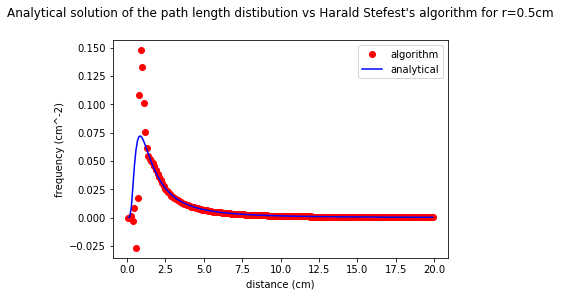 Analytical solution of the path length distibution vs Harald Stefest's algorithm for r=0.5cm
algorithm
analytical
frequency (cm^-2)
0.150
0.125
0.100
0.075
0.050
0.025
0.000
−0.025
0.0 2.5 5.0 7.5 10.0 12.5 15.0 17.5 20.0
distance (cm)